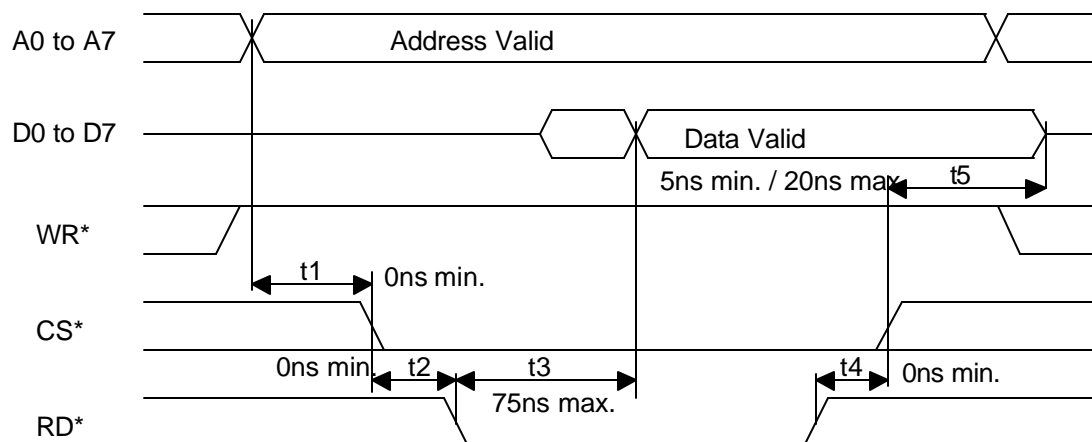 A0 to A7
Address Valid
D0 to D7
Data Valid
5ns min. / 20ns max.
t5
WR*
t1
0ns min.
CS*
0ns min.
t2
t3
t4
0ns min.
75ns max.
RD*